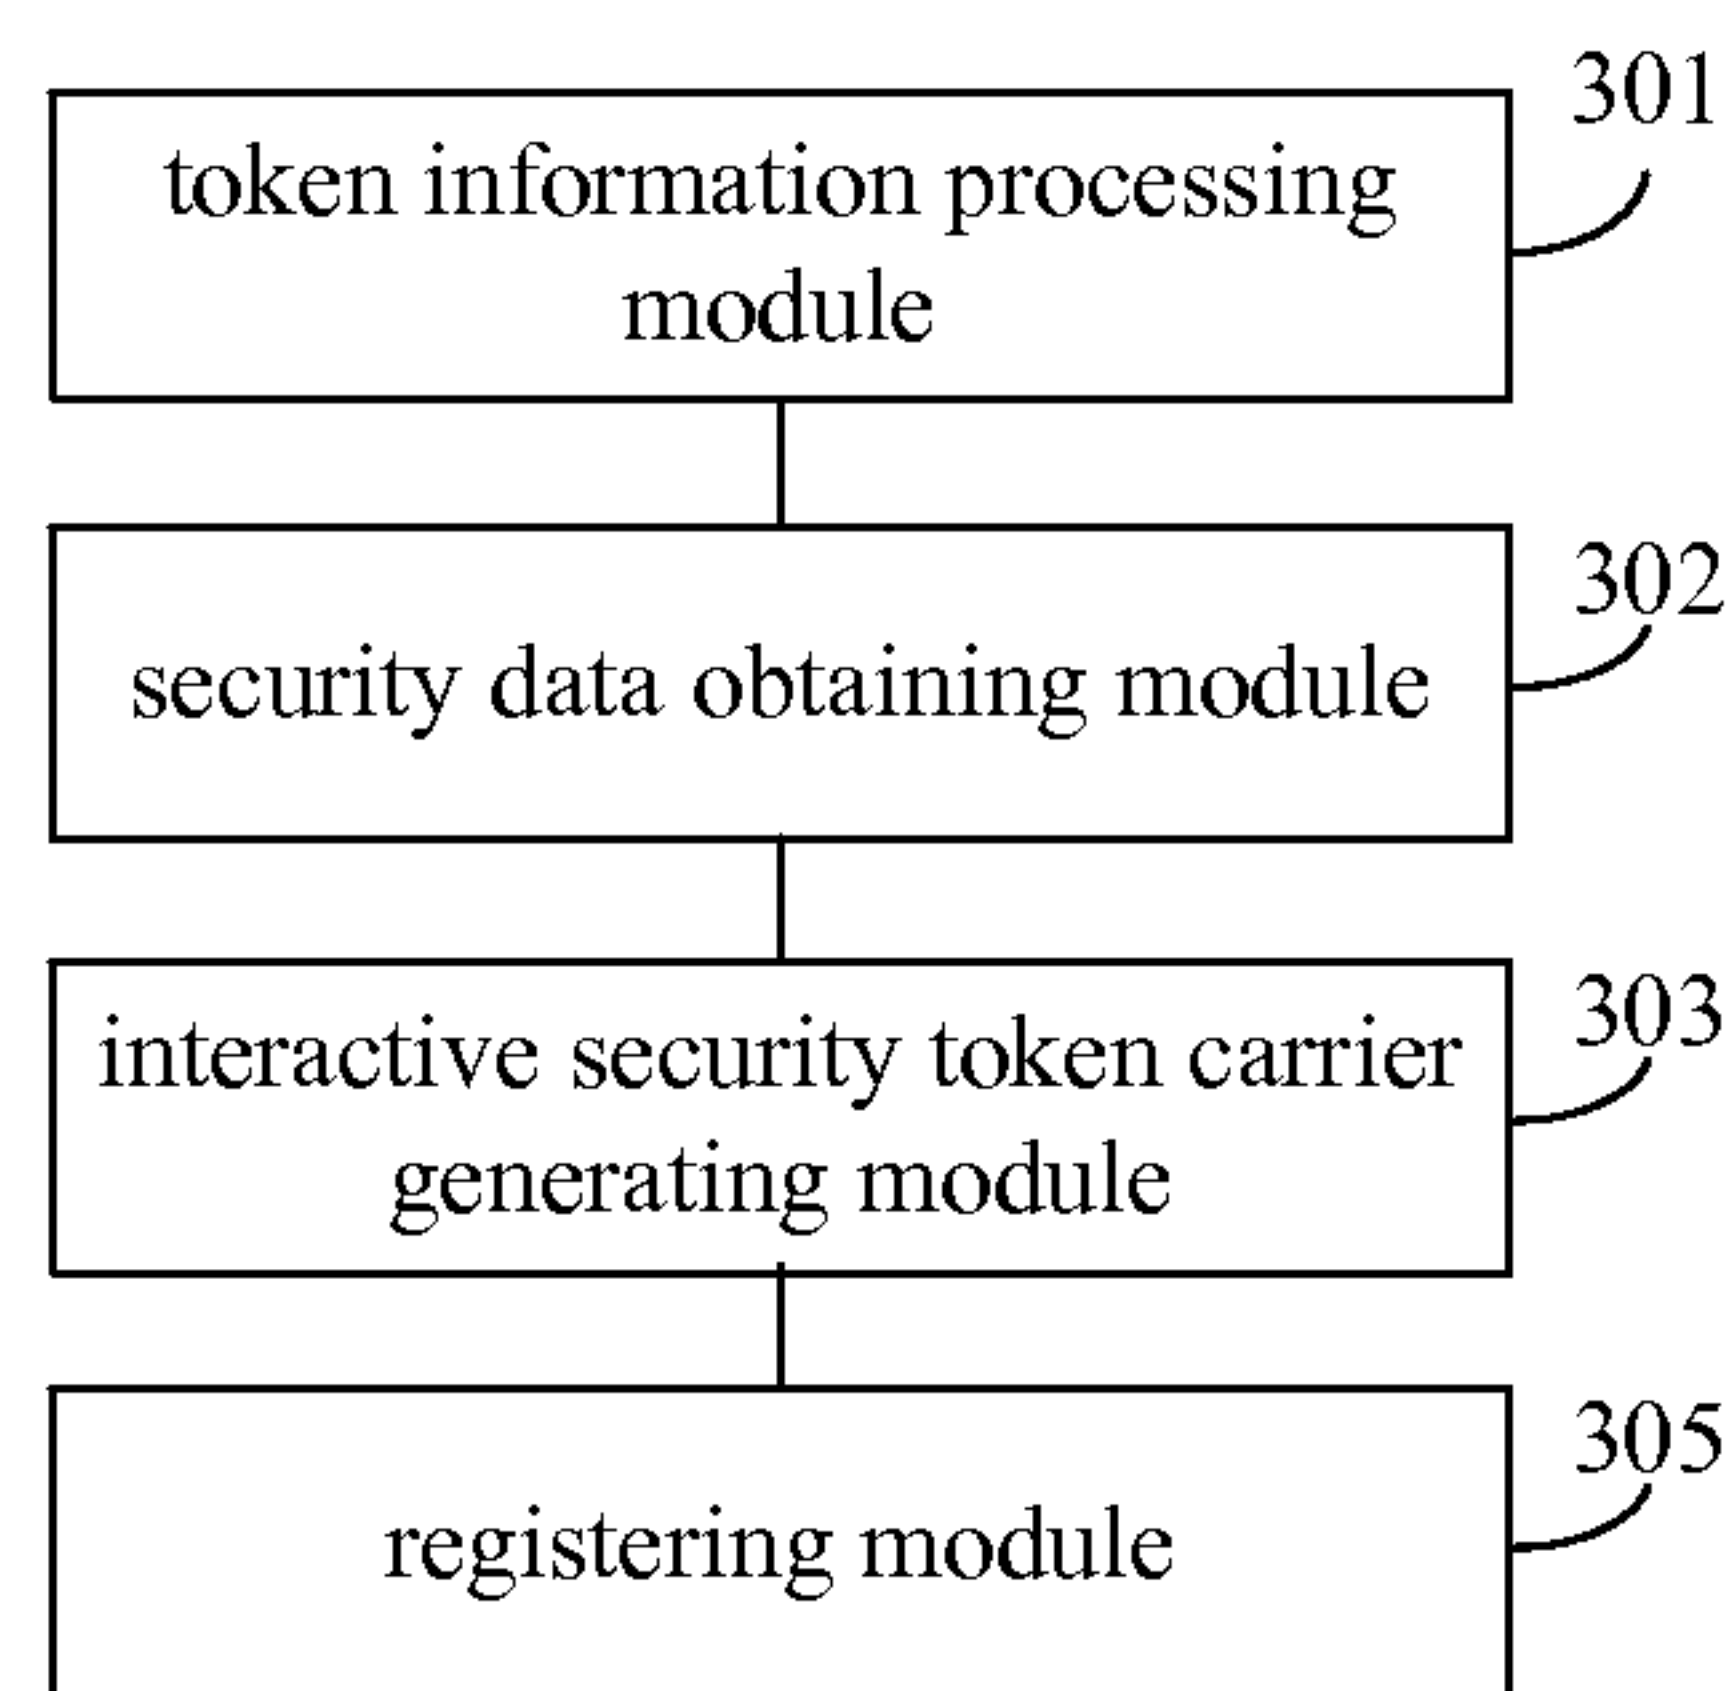 301
token information processing
module
302
security data obtaining module
303
interactive security token carrier
generating module
305
registering module